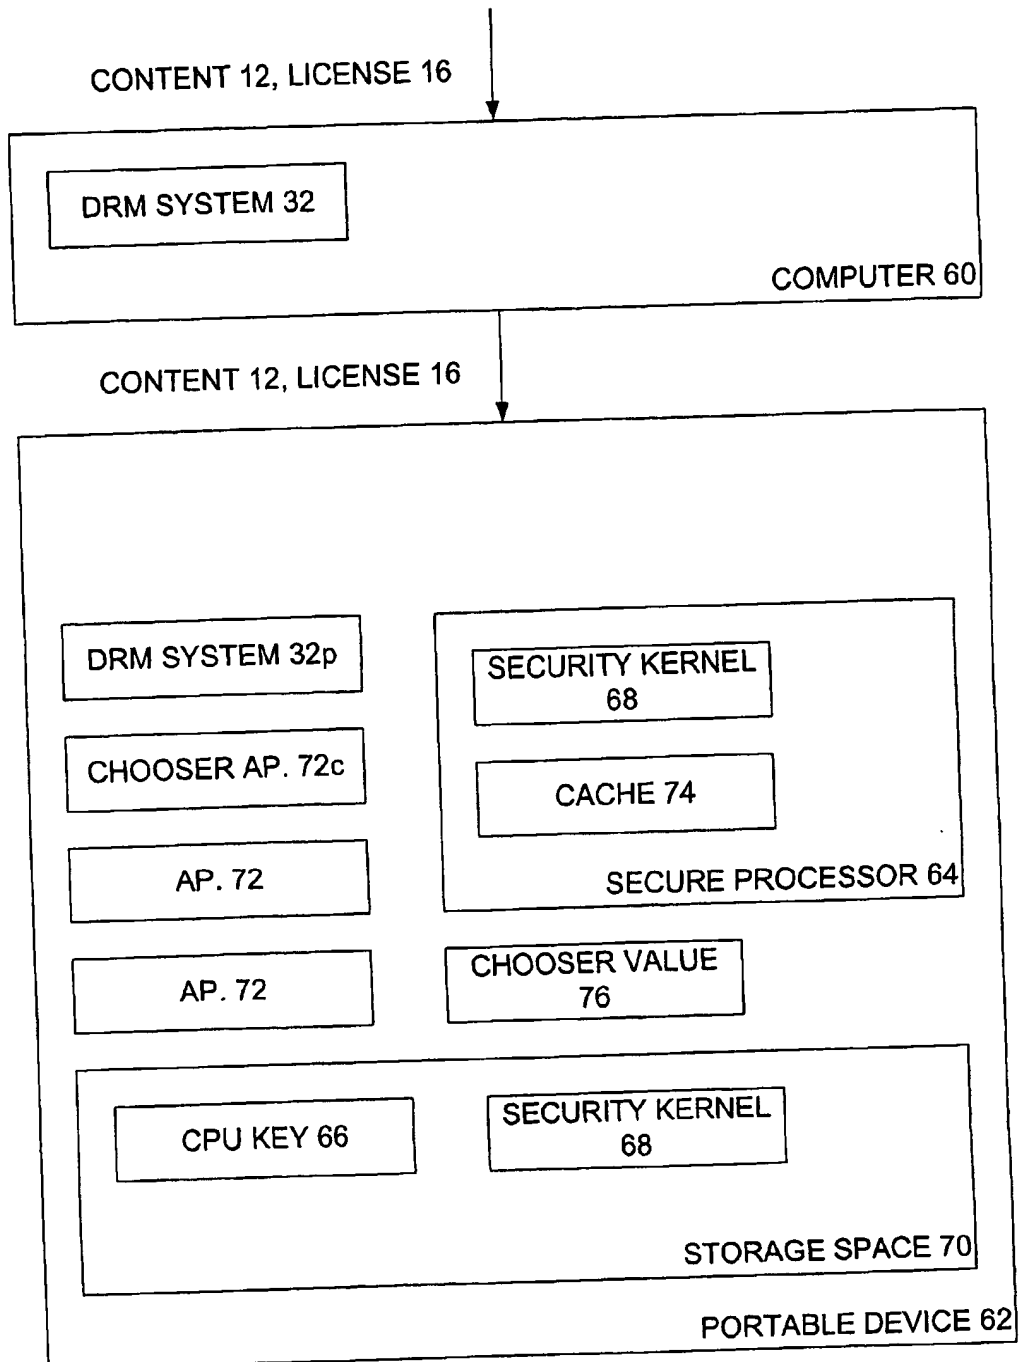 CONTENT 12, LICENSE 16
DRM SYSTEM 32
COMPUTER 60
CONTENT 12, LICENSE 16
DRM SYSTEM 32p
CHOOSER AP. 72c
AP. 72
AP. 72
SECURITY KERNEL
68
CACHE 74
SECURE PROCESSOR 64
CHOOSER VALUE
76
CPU KEY 66
SECURITY KERNEL
68
STORAGE SPACE 70
PORTABLE DEVICE 62